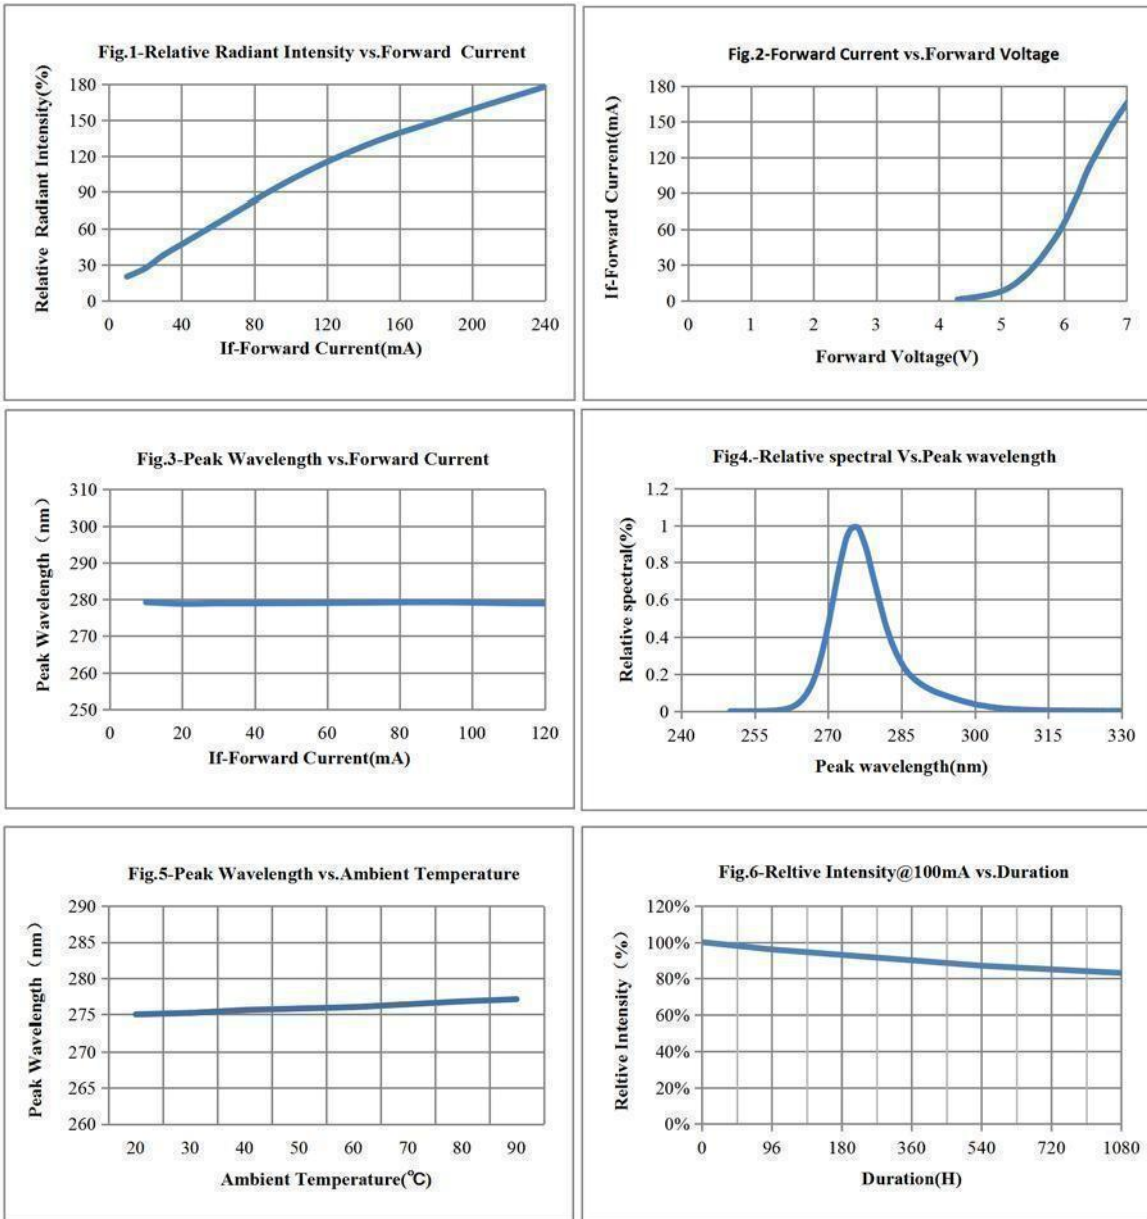 Fig.1-Relative Radiant Intensity vs.Forward Current
Relative Radiant Intensity(%)
180
150
120
90
60
30
0
0 40 80 120 160 200 240
If-Forward Current(mA)
Fig.2-Forward Current vs.Forward Voltage
If-Forward Current(mA)
180
150
120
90
60
30
0
0 1 2 3 4 5 6 7
Forward Voltage(V)
Fig.3-Peak Wavelength vs.Forward Current
Peak Wavelength（nm）
310
300
290
280
270
260
250
0 20 40 60 80 100 120
If-Forward Current(mA)
Fig4.-Relative spectral Vs.Peak wavelength
Relative spectral(%)
1.2
1
0.8
0.6
0.4
0.2
0
240 255 270 285 300 315 330
Peak wavelength(nm)
Fig.5-Peak Wavelength vs.Ambient Temperature
Peak Wavelength（nm）
290
285
280
275
270
265
260
20 30 40 50 60 70 80 90
Ambient Temperature(℃)
Fig.6-Reltive Intensity@100mA vs.Duration
Reltive Intensity（%）
120%
100%
80%
60%
40%
20%
0%
0 96 180 360 540 720 1080
Duration(H)